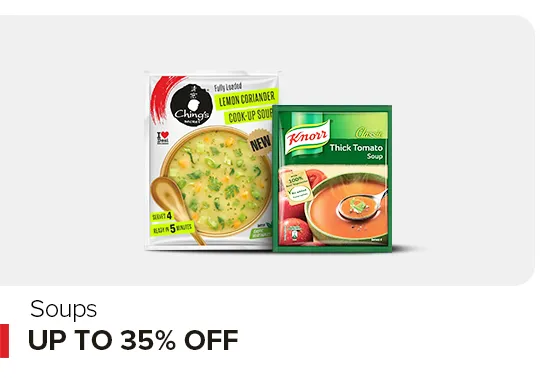 Ching's
SECRET
Fully Loaded
LEMON CORIANDER
COOK-UP SOUP
NEW
SERVES 4
READY IN 5 MINUTES
Knorr
Classic
Thick Tomato
Soup
100%
Soups
UP TO 35% OFF